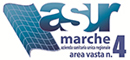 asur
marche
azienda sanitaria unica regionale
area vasta n. 4